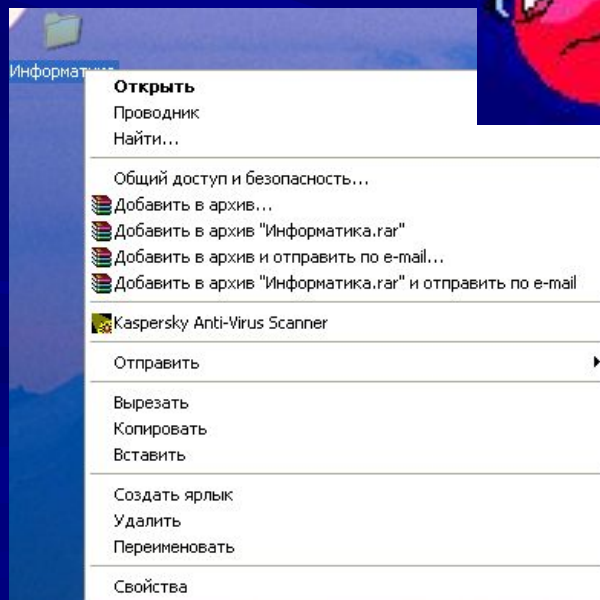 Информатика
Открыть
Проводник
Найти...
Общий доступ и безопасность...
Добавить в архив...
Добавить в архив "Информатика.rar"
Добавить в архив и отправить по e-mail...
Добавить в архив "Информатика.rar" и отправить по e-mail
Kaspersky Anti-Virus Scanner
Отправить
Вырезать
Копировать
Вставить
Создать ярлык
Удалить
Переименовать
Свойства